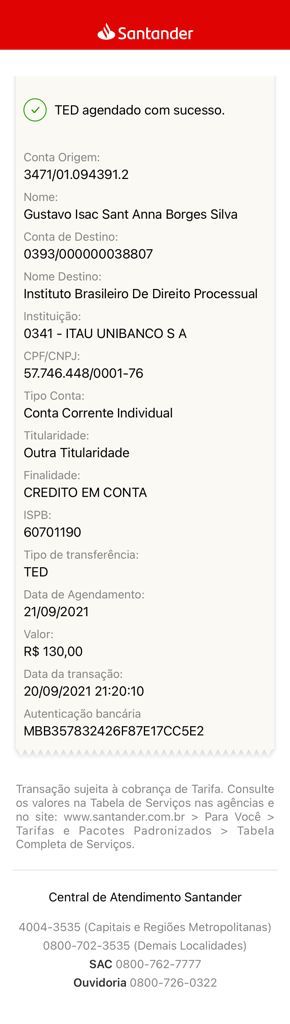 Santander
TED agendado com sucesso.
Conta Origem:
3471/01.094391.2
Nome:
Gustavo Isac Sant Anna Borges Silva
Conta de Destino:
0393/000000038807
Nome Destino:
Instituto Brasileiro De Direito Processual
Instituição:
0341 - ITAU UNIBANCO S A
CPF/CNPJ:
57.746.448/0001-76
Tipo Conta:
Conta Corrente Individual
Titularidade:
Outra Titularidade
Finalidade:
CREDITO EM CONTA
ISPB:
60701190
Tipo de transferência:
TED
Data de Agendamento:
21/09/2021
Valor:
R$ 130,00
Data da transação:
20/09/2021 21:20:10
Autenticação bancária
MBB357832426F87E17CC5E2
Transação sujeita à cobrança de Tarifa. Consulte
os valores na Tabela de Serviços nas agências e
no site: www.santander.com.br > Para Você >
Tarifas e Pacotes Padronizados > Tabela
Completa de Serviços.
Central de Atendimento Santander
4004-3535 (Capitais e Regiões Metropolitanas)
0800-702-3535 (Demais Localidades)
SAC 0800-762-7777
Ouvidoria 0800-726-0322